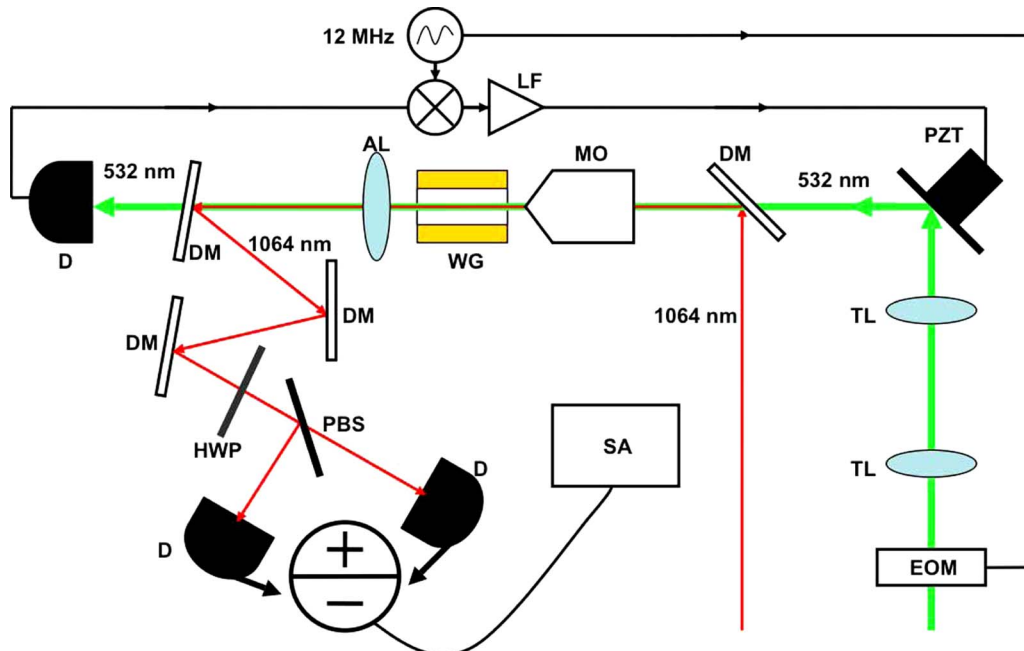 12 MHz
LF
PZT
AL
MO
DM
532 nm
532 nm
D
DM
1064 nm
WG
DM
DM
1064 nm
TL
HWP
PBS
SA
D
TL
D
EOM